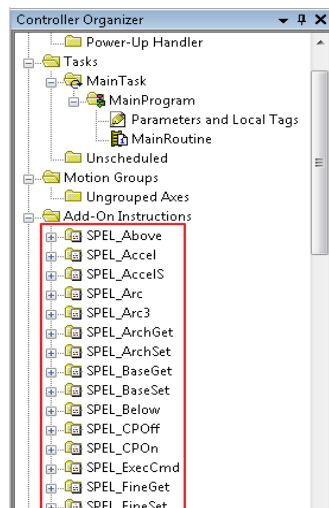 Controller Organizer
Power-Up Handler
Tasks
MainTask
MainProgram
Parameters and Local Tags
MainRoutine
Unscheduled
Motion Groups
Ungrouped Axes
Add-On Instructions
SPEL_Above
SPEL_Accel
SPEL_AccelS
SPEL_Arc
SPEL_Arc3
SPEL_ArchGet
SPEL_ArchSet
SPEL_BaseGet
SPEL_BaseSet
SPEL_Below
SPEL_CPOff
SPEL_CPOn
SPEL_ExecCmd
SPEL_FineGet
SPEL_FineSet